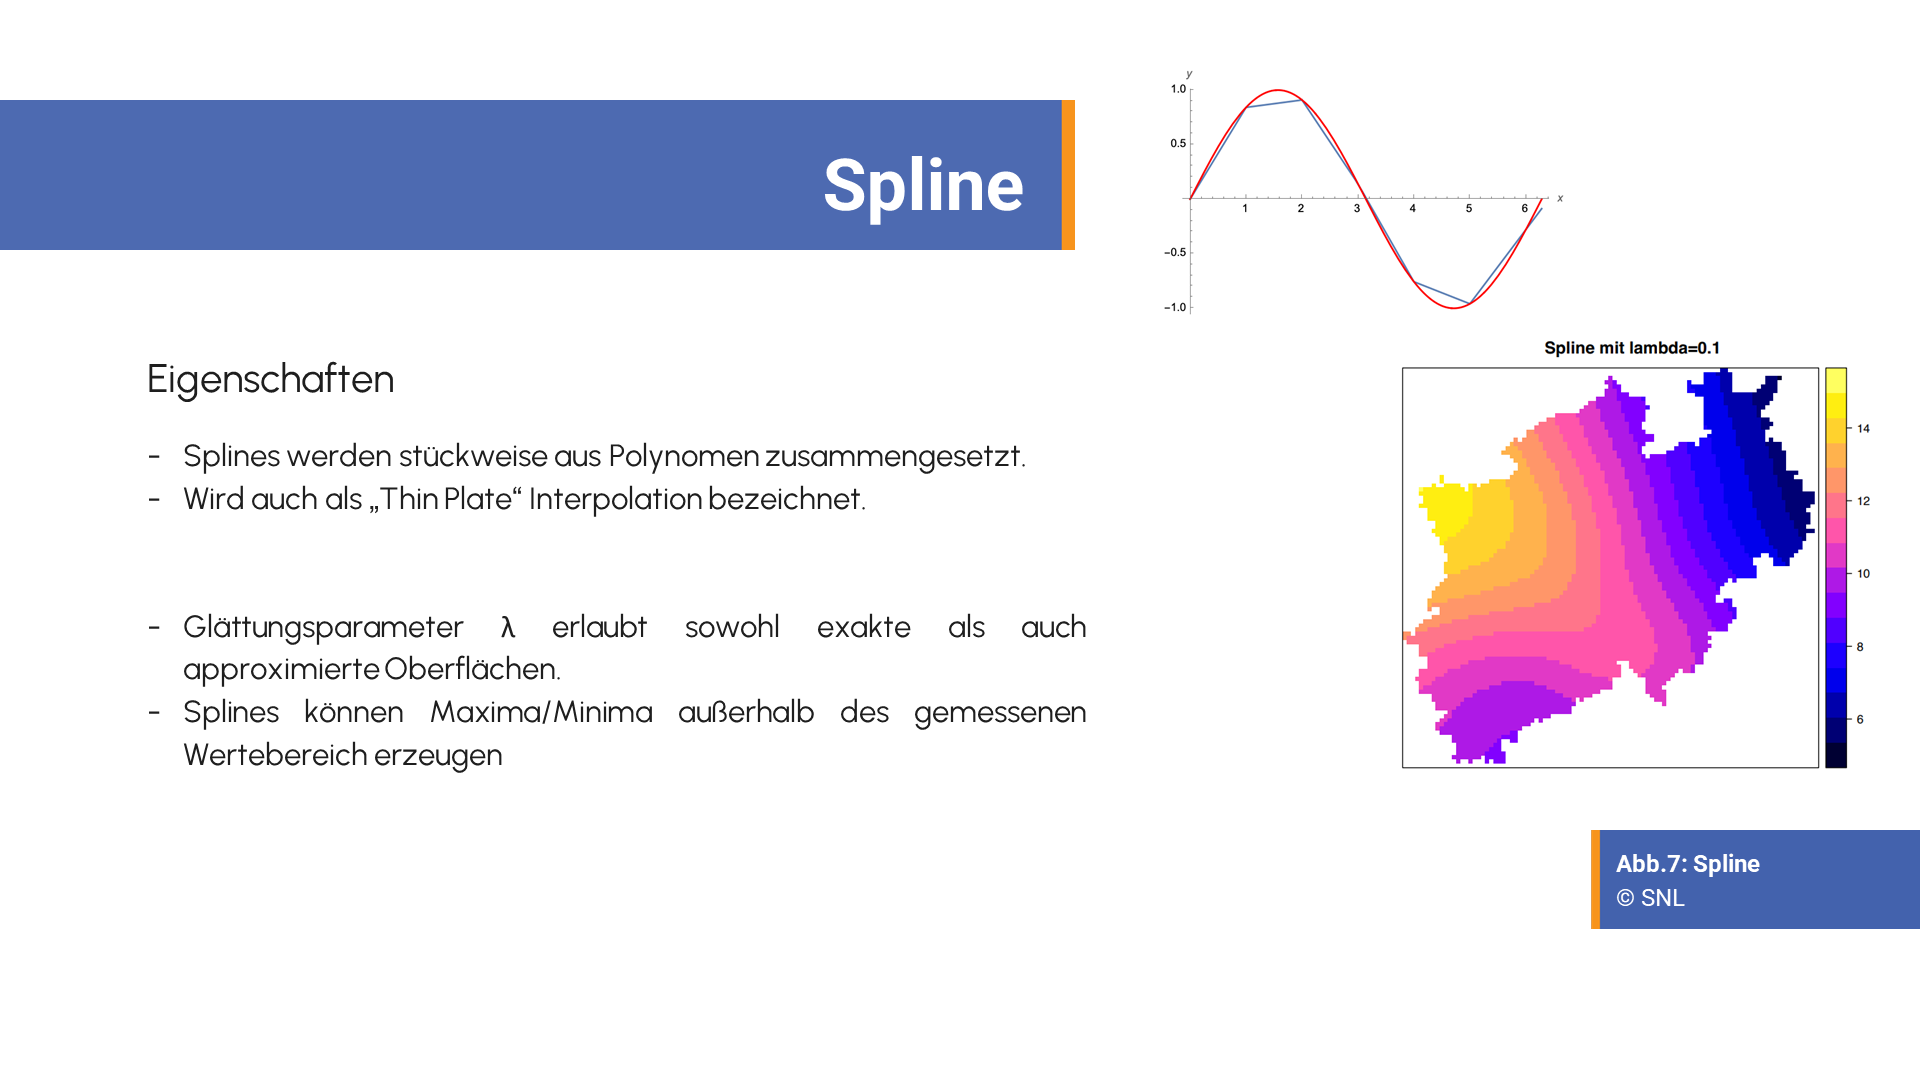 Spline
Eigenschaften
- Splines werden stückweise aus Polynomen zusammengesetzt.
- Wird auch als „Thin Plate“ Interpolation bezeichnet.
- Glättungsparameter λ erlaubt sowohl exakte als auch
approximierte Oberflächen.
- Splines können Maxima/Minima außerhalb des gemessenen
Wertebereich erzeugen
y
1.0
0.5
−0.5
−1.0
1 2 3 4 5 6 x
Spline mit lambda=0.1
14
12
10
8
6
Abb.7: Spline
© SNL